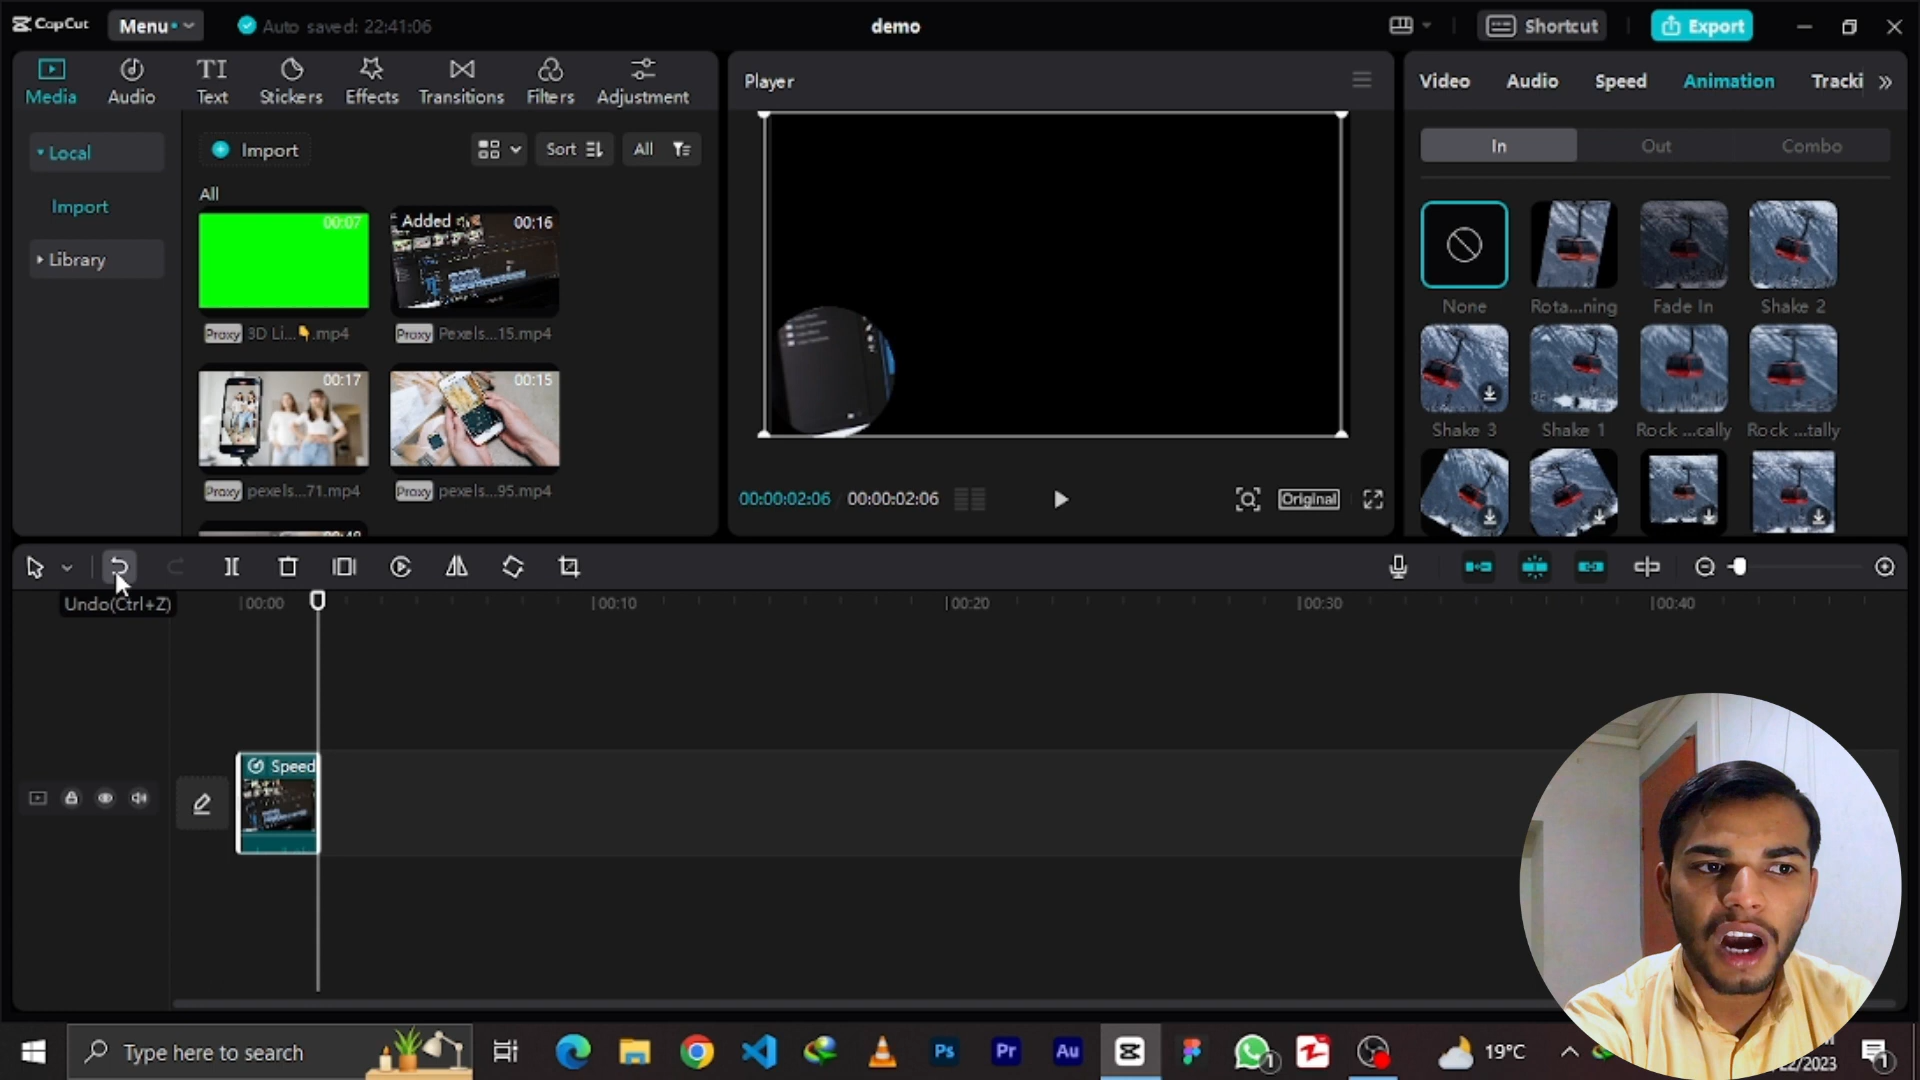 CapCut
Menu
Auto saved: 22:41:06
demo
Shortcut
Export
Media
Audio
Text
Stickers
Effects
Transitions
Filters
Adjustment
Local
Import
Library
Import
Sort
All
All
00:07
Added
00:16
Proxy 3D Li...👇.mp4
Proxy Pexels...15.mp4
00:17
00:15
Proxy pexels...71.mp4
Proxy pexels...95.mp4
Player
00:00:02:06
00:00:02:06
Original
Video
Audio
Speed
Animation
Tracki
In
Out
Combo
None
Rota...ning
Fade In
Shake 2
Shake 3
Shake 1
Rock ...cally
Rock ...tally
Undo(Ctrl+Z)
00:00
00:10
00:20
00:30
00:40
Speed
Type here to search
Ps
Pr
Au
1
19°C
22/2023
1